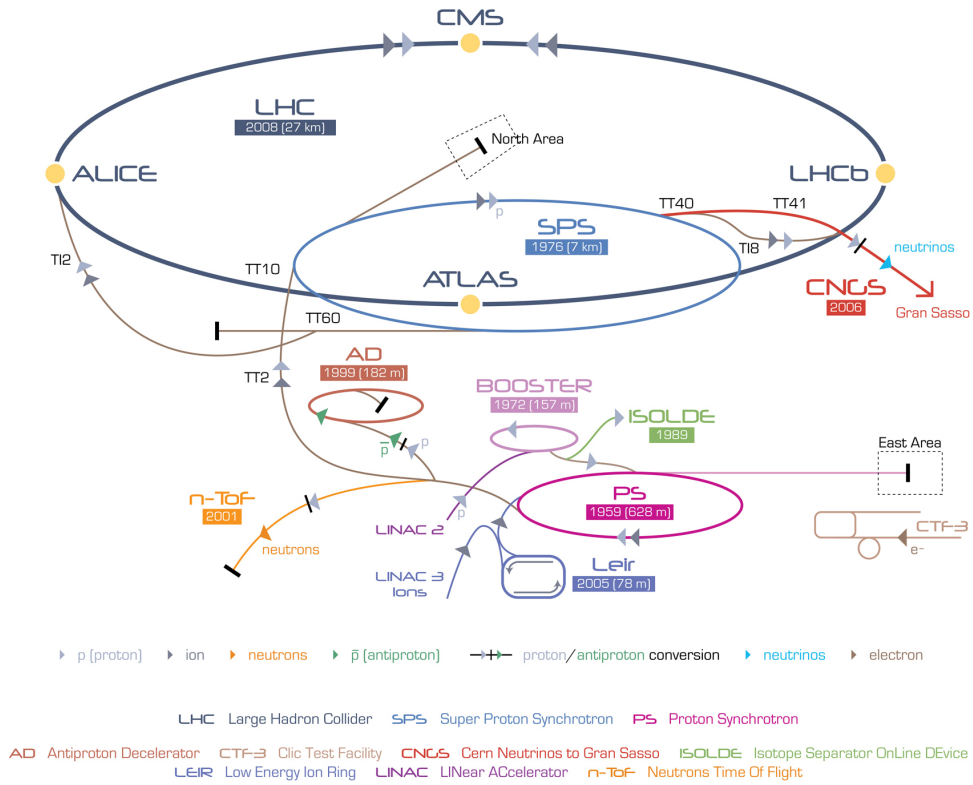 CMS
LHC
2008 (27 km)
North Area
ALICE
LHCb
TT40
TT41
p
SPS
1976 (7 km)
TI8
neutrinos
TI2
TT10
ATLAS
CNGS
2006
Gran Sasso
TT60
AD
1999 (182 m)
TT2
BOOSTER
1972 (157 m)
ISOLDE
1989
p
p̅
East Area
n-ToF
2001
PS
1959 (628 m)
LINAC 2
p
neutrons
CTF-3
e⁻
LINAC 3
Ions
Leir
2005 (78 m)
p (proton)
ion
neutrons
p̅ (antiproton)
proton/antiproton conversion
neutrinos
electron
LHC Large Hadron Collider SPS Super Proton Synchrotron PS Proton Synchrotron
AD Antiproton Decelerator CTF-3 Clic Test Facility CNGS Cern Neutrinos to Gran Sasso ISOLDE Isotope Separator OnLine DEvice
LEIR Low Energy Ion Ring LINAC LINear ACcelerator n-ToF Neutrons Time Of Flight